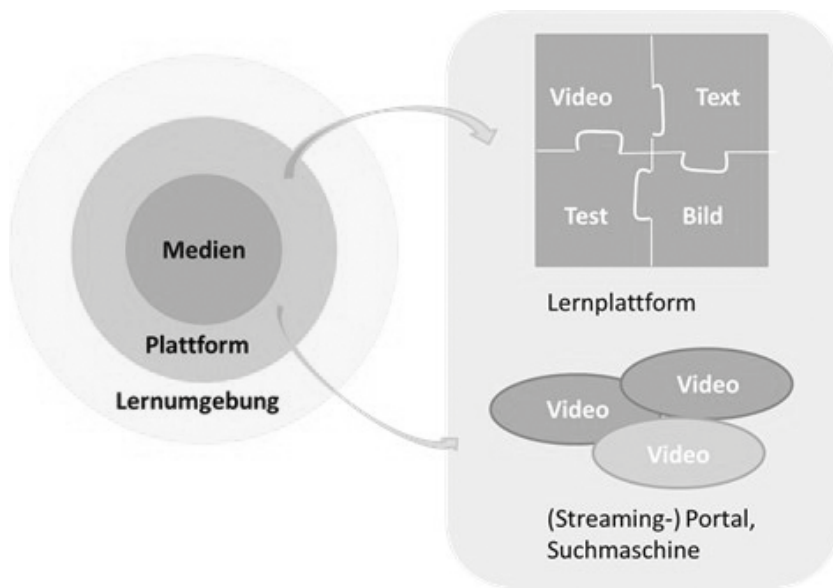 Medien
Plattform
Lernumgebung
Video
Text
Test
Bild
Lernplattform
Video
Video
Video
(Streaming-) Portal,
Suchmaschine